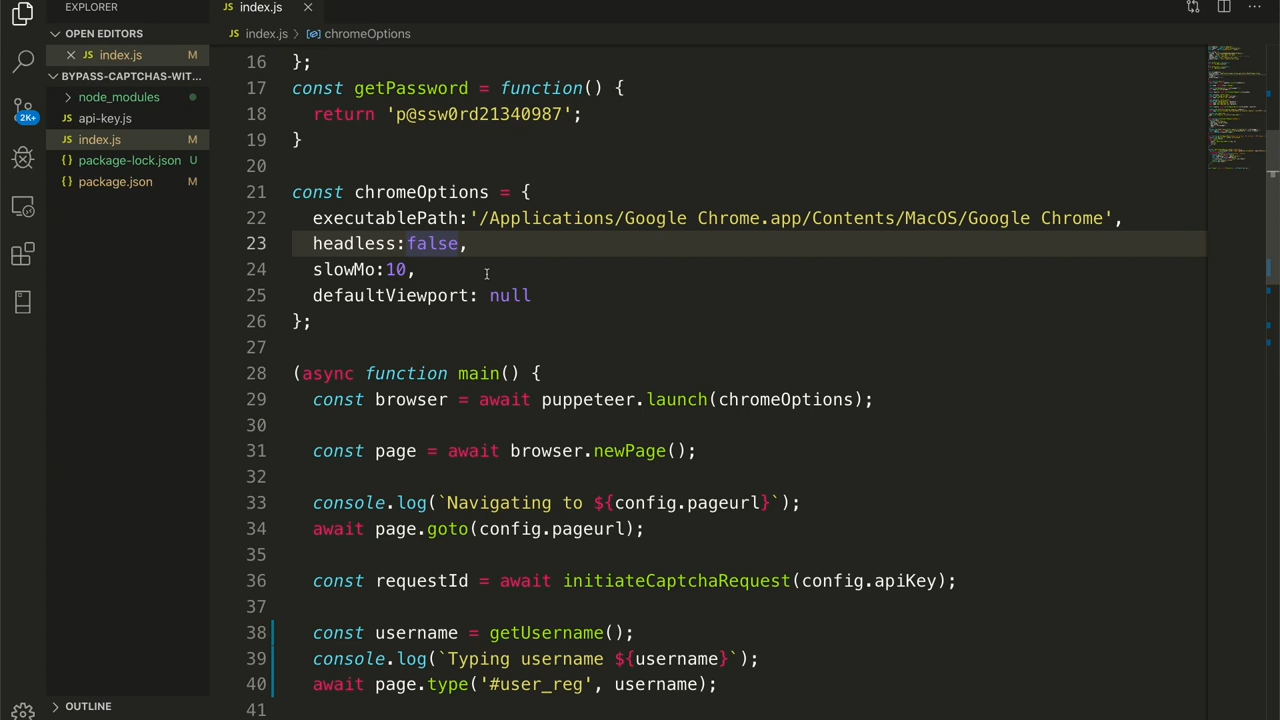 EXPLORER
OPEN EDITORS
JS index.js M
BYPASS-CAPTCHAS-WIT...
node_modules
JS api-key.js
JS index.js M
{} package-lock.json U
{} package.json M
2K+
OUTLINE
JS index.js
JS index.js > chromeOptions
16 };
17 const getPassword = function() {
18 return 'p@ssw0rd21340987';
19 }
20
21 const chromeOptions = {
22 executablePath:'/Applications/Google Chrome.app/Contents/MacOS/Google Chrome',
23 headless:false,
24 slowMo:10,
25 defaultViewport: null
26 };
27
28 (async function main() {
29 const browser = await puppeteer.launch(chromeOptions);
30
31 const page = await browser.newPage();
32
33 console.log(`Navigating to ${config.pageurl}`);
34 await page.goto(config.pageurl);
35
36 const requestId = await initiateCaptchaRequest(config.apiKey);
37
38 const username = getUsername();
39 console.log(`Typing username ${username}`);
40 await page.type('#user_reg', username);
41